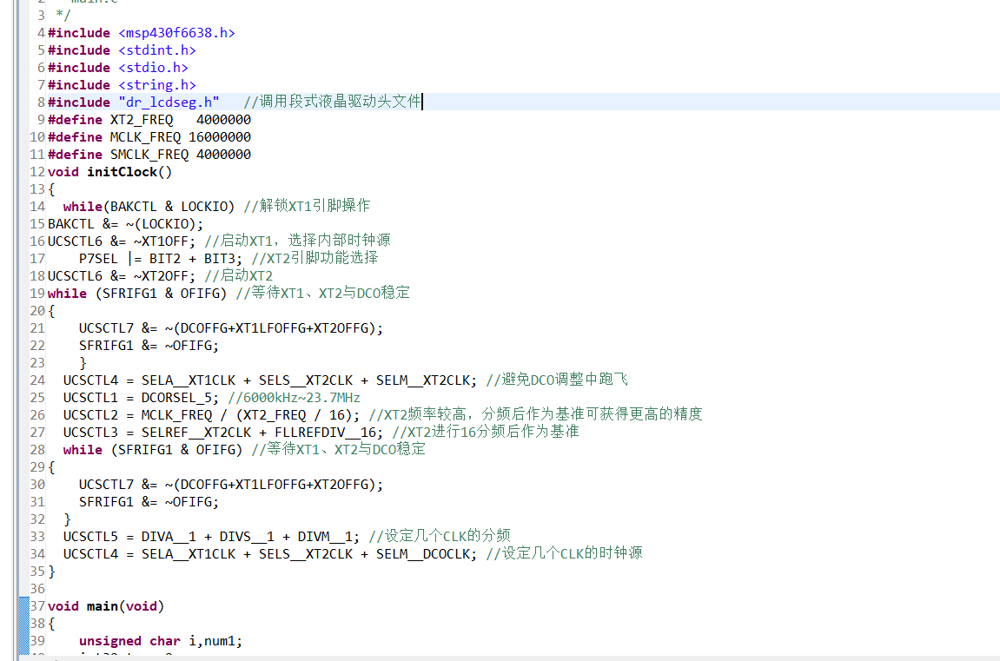 3 */
4 #include <msp430f6638.h>
5 #include <stdint.h>
6 #include <stdio.h>
7 #include <string.h>
8 #include "dr_lcdseg.h"   //调用段式液晶驱动头文件
9 #define XT2_FREQ   4000000
10 #define MCLK_FREQ 16000000
11 #define SMCLK_FREQ 4000000
12 void initClock()
13 {
14   while(BAKCTL & LOCKIO) //解锁XT1引脚操作
15 BAKCTL &= ~(LOCKIO);
16 UCSCTL6 &= ~XT1OFF; //启动XT1，选择内部时钟源
17     P7SEL |= BIT2 + BIT3; //XT2引脚功能选择
18 UCSCTL6 &= ~XT2OFF; //启动XT2
19 while (SFRIFG1 & OFIFG) //等待XT1、XT2与DCO稳定
20 {
21     UCSCTL7 &= ~(DCOFFG+XT1LFOFFG+XT2OFFG);
22     SFRIFG1 &= ~OFIFG;
23     }
24   UCSCTL4 = SELA__XT1CLK + SELS__XT2CLK + SELM__XT2CLK; //避免DCO调整中跑飞
25   UCSCTL1 = DCORSEL_5; //6000kHz~23.7MHz
26   UCSCTL2 = MCLK_FREQ / (XT2_FREQ / 16); //XT2频率较高，分频后作为基准可获得更高的精度
27   UCSCTL3 = SELREF__XT2CLK + FLLREFDIV__16; //XT2进行16分频后作为基准
28   while (SFRIFG1 & OFIFG) //等待XT1、XT2与DCO稳定
29 {
30     UCSCTL7 &= ~(DCOFFG+XT1LFOFFG+XT2OFFG);
31     SFRIFG1 &= ~OFIFG;
32   }
33   UCSCTL5 = DIVA__1 + DIVS__1 + DIVM__1; //设定几个CLK的分频
34   UCSCTL4 = SELA__XT1CLK + SELS__XT2CLK + SELM__DCOCLK; //设定几个CLK的时钟源
35 }
36
37 void main(void)
38 {
39     unsigned char i,num1;